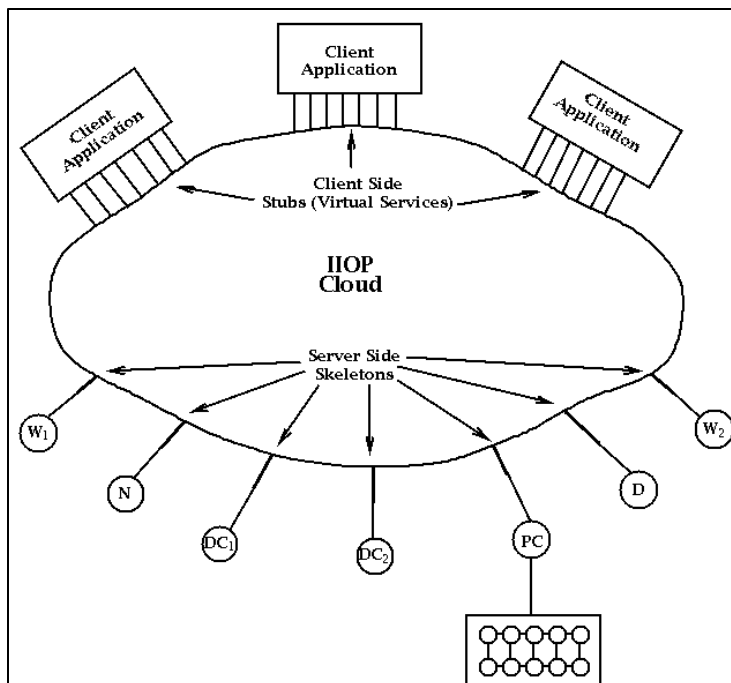 Client
Application
Client
Application
Client
Application
Client Side
Stubs (Virtual Services)
IIOP
Cloud
Server Side
Skeletons
W1
N
DC1
DC2
PC
D
W2